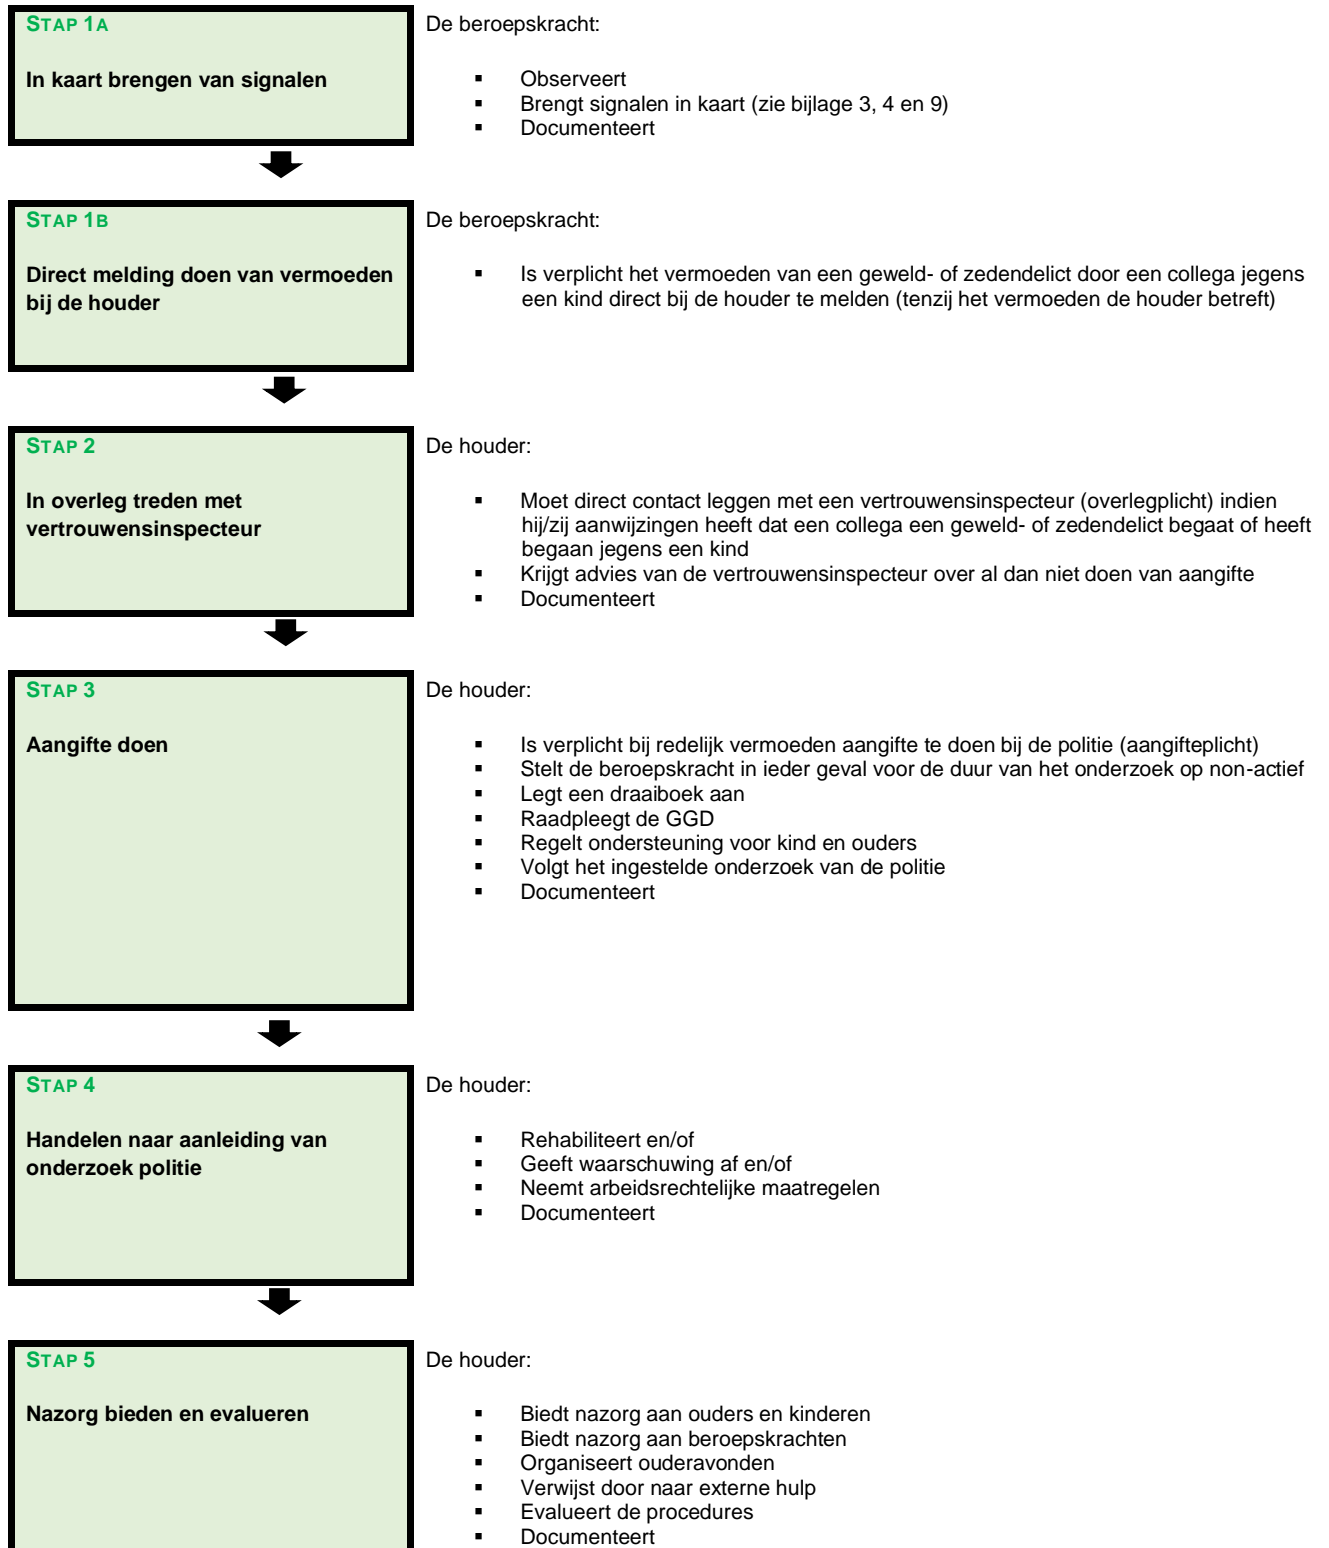 STAP 1A
In kaart brengen van signalen
De beroepskracht:
▪ Observeert
▪ Brengt signalen in kaart (zie bijlage 3, 4 en 9)
▪ Documenteert
STAP 1B
Direct melding doen van vermoeden
bij de houder
De beroepskracht:
▪ Is verplicht het vermoeden van een geweld- of zedendelict door een collega jegens
een kind direct bij de houder te melden (tenzij het vermoeden de houder betreft)
STAP 2
In overleg treden met
vertrouwensinspecteur
De houder:
▪ Moet direct contact leggen met een vertrouwensinspecteur (overlegplicht) indien
hij/zij aanwijzingen heeft dat een collega een geweld- of zedendelict begaat of heeft
begaan jegens een kind
▪ Krijgt advies van de vertrouwensinspecteur over al dan niet doen van aangifte
▪ Documenteert
STAP 3
Aangifte doen
De houder:
▪ Is verplicht bij redelijk vermoeden aangifte te doen bij de politie (aangifteplicht)
▪ Stelt de beroepskracht in ieder geval voor de duur van het onderzoek op non-actief
▪ Legt een draaiboek aan
▪ Raadpleegt de GGD
▪ Regelt ondersteuning voor kind en ouders
▪ Volgt het ingestelde onderzoek van de politie
▪ Documenteert
STAP 4
Handelen naar aanleiding van
onderzoek politie
De houder:
▪ Rehabiliteert en/of
▪ Geeft waarschuwing af en/of
▪ Neemt arbeidsrechtelijke maatregelen
▪ Documenteert
STAP 5
Nazorg bieden en evalueren
De houder:
▪ Biedt nazorg aan ouders en kinderen
▪ Biedt nazorg aan beroepskrachten
▪ Organiseert ouderavonden
▪ Verwijst door naar externe hulp
▪ Evalueert de procedures
▪ Documenteert